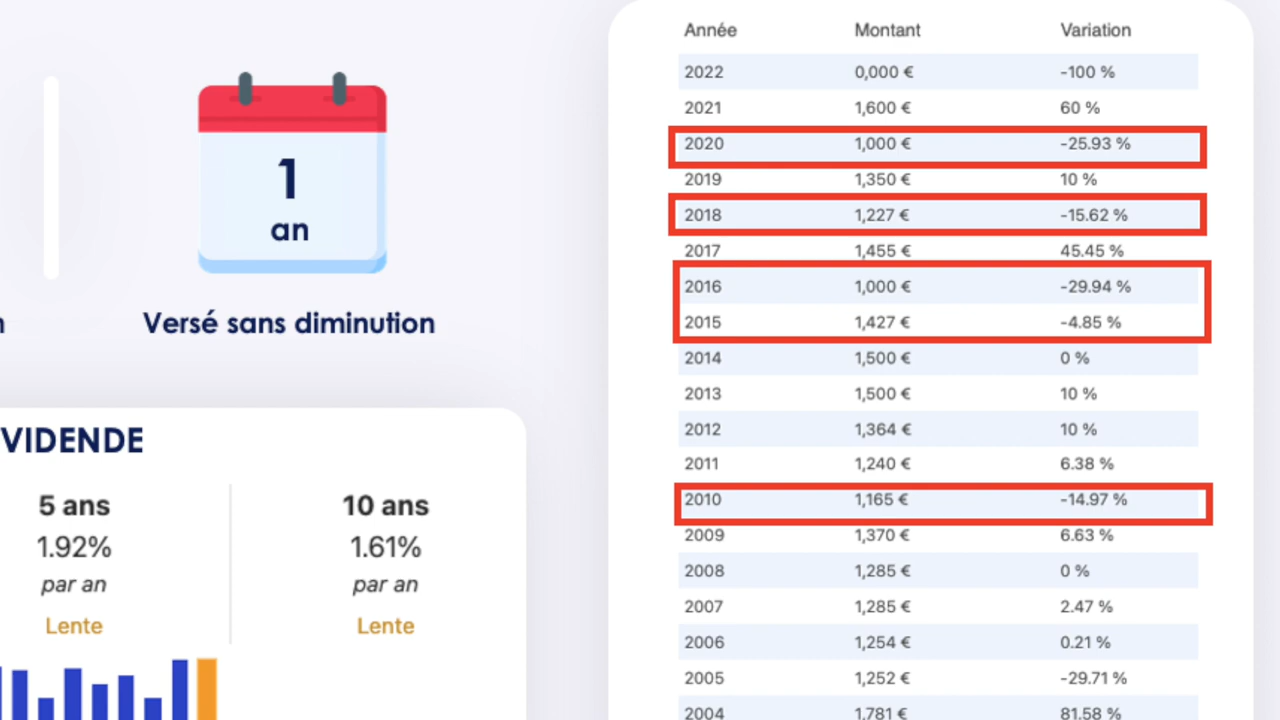 1
an
n
Versé sans diminution
VIDENDE
5 ans
1.92%
par an
Lente
10 ans
1.61%
par an
Lente
Année Montant Variation
2022 0,000 € -100 %
2021 1,600 € 60 %
2020 1,000 € -25.93 %
2019 1,350 € 10 %
2018 1,227 € -15.62 %
2017 1,455 € 45.45 %
2016 1,000 € -29.94 %
2015 1,427 € -4.85 %
2014 1,500 € 0 %
2013 1,500 € 10 %
2012 1,364 € 10 %
2011 1,240 € 6.38 %
2010 1,165 € -14.97 %
2009 1,370 € 6.63 %
2008 1,285 € 0 %
2007 1,285 € 2.47 %
2006 1,254 € 0.21 %
2005 1,252 € -29.71 %
2004 1,781 € 81.58 %